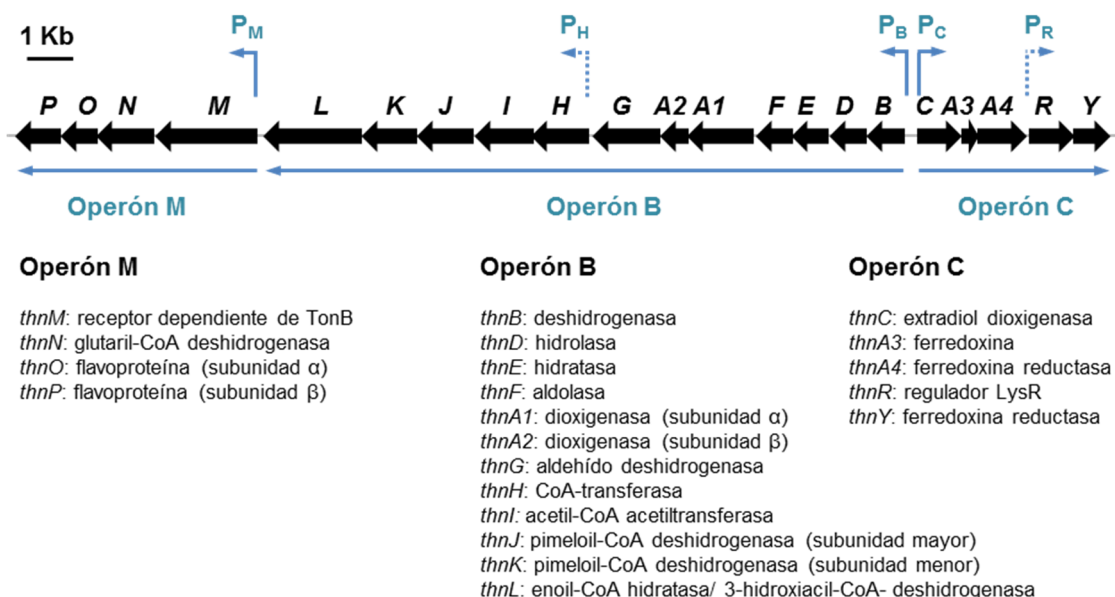 1 Kb
PM PH PB PC PR
P O N M L K J I H G A2 A1 F E D B C A3 A4 R Y
Operón M Operón B Operón C
Operón M
thnM: receptor dependiente de TonB
thnN: glutaril-CoA deshidrogenasa
thnO: flavoproteína (subunidad α)
thnP: flavoproteína (subunidad β)
Operón B
thnB: deshidrogenasa
thnD: hidrolasa
thnE: hidratasa
thnF: aldolasa
thnA1: dioxigenasa (subunidad α)
thnA2: dioxigenasa (subunidad β)
thnG: aldehído deshidrogenasa
thnH: CoA-transferasa
thnI: acetil-CoA acetiltransferasa
thnJ: pimeloil-CoA deshidrogenasa (subunidad mayor)
thnK: pimeloil-CoA deshidrogenasa (subunidad menor)
thnL: enoil-CoA hidratasa/ 3-hidroxiacil-CoA- deshidrogenasa
Operón C
thnC: extradiol dioxigenasa
thnA3: ferredoxina
thnA4: ferredoxina reductasa
thnR: regulador LysR
thnY: ferredoxina reductasa